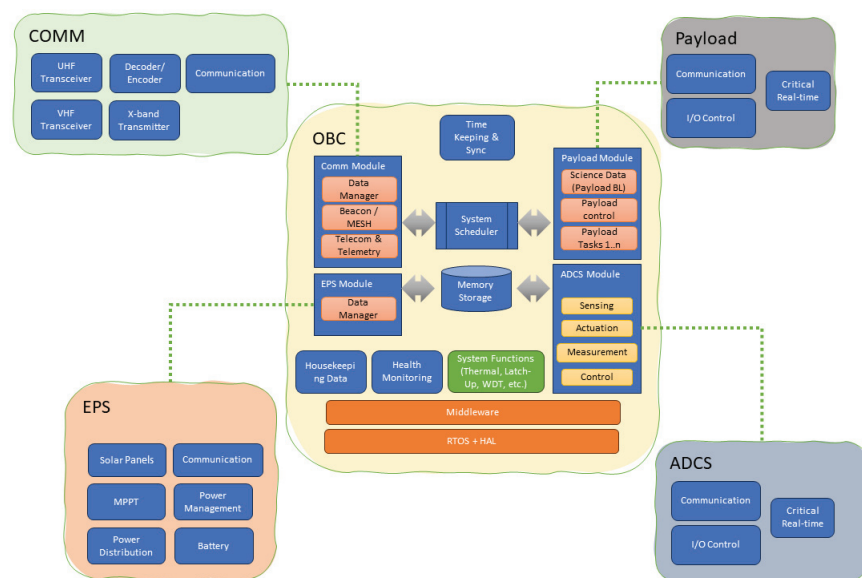 COMM
UHF
Transceiver
Decoder/
Encoder
Communication
VHF
Transceiver
X-band
Transmitter
Payload
Communication
Critical
Real-time
I/O Control
OBC
Time
Keeping &
Sync
Comm Module
Data
Manager
Beacon /
MESH
Telecom &
Telemetry
System
Scheduler
Payload Module
Science Data
(Payload BL)
Payload
control
Payload
Tasks 1..n
EPS Module
Data
Manager
Memory
Storage
ADCS Module
Sensing
Actuation
Measurement
Control
Housekeepi
ng Data
Health
Monitoring
System Functions
(Thermal, Latch-
Up, WDT, etc.)
Middleware
RTOS + HAL
EPS
Solar Panels
Communication
MPPT
Power
Management
Power
Distribution
Battery
ADCS
Communication
Critical
Real-time
I/O Control